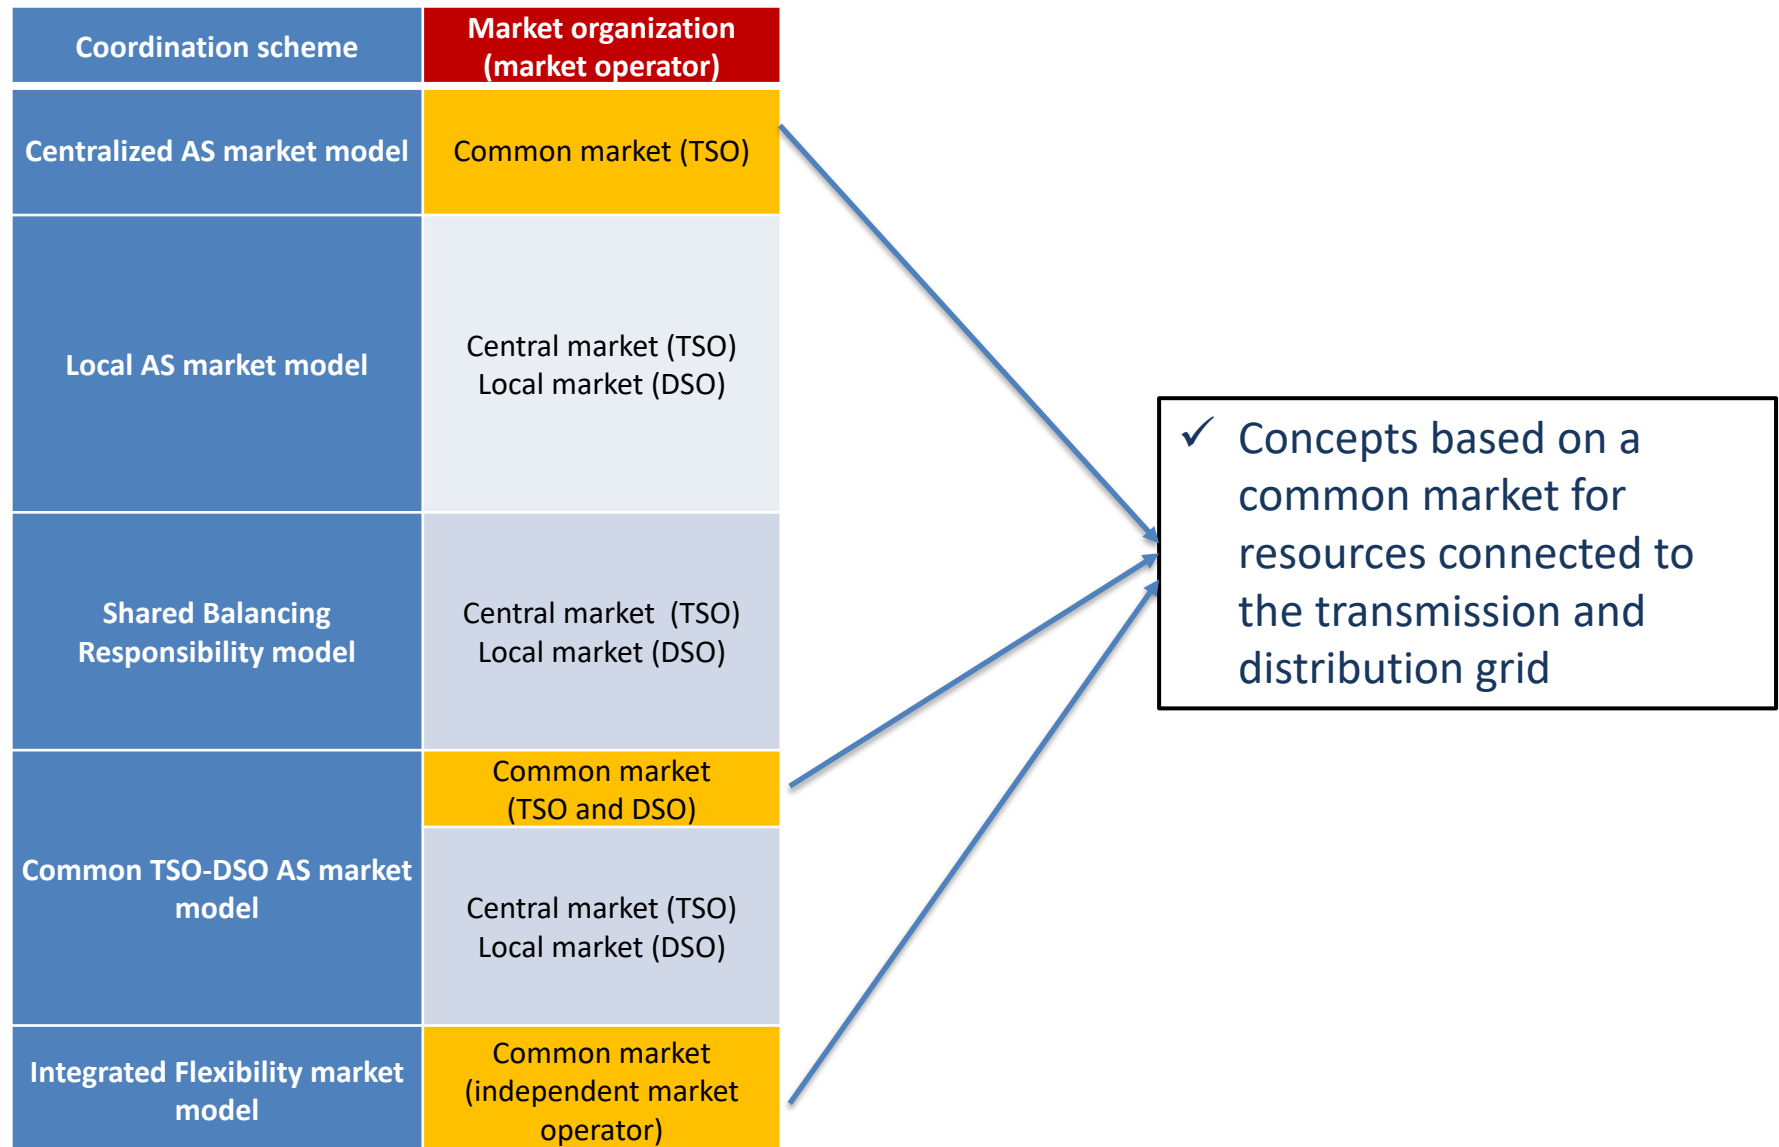 Coordination scheme
Market organization
(market operator)
Centralized AS market model
Common market (TSO)
Local AS market model
Central market (TSO)
Local market (DSO)
Shared Balancing
Responsibility model
Central market (TSO)
Local market (DSO)
Common TSO-DSO AS market
model
Common market
(TSO and DSO)
Central market (TSO)
Local market (DSO)
Integrated Flexibility market
model
Common market
(independent market
operator)
✓ Concepts based on a
common market for
resources connected to
the transmission and
distribution grid